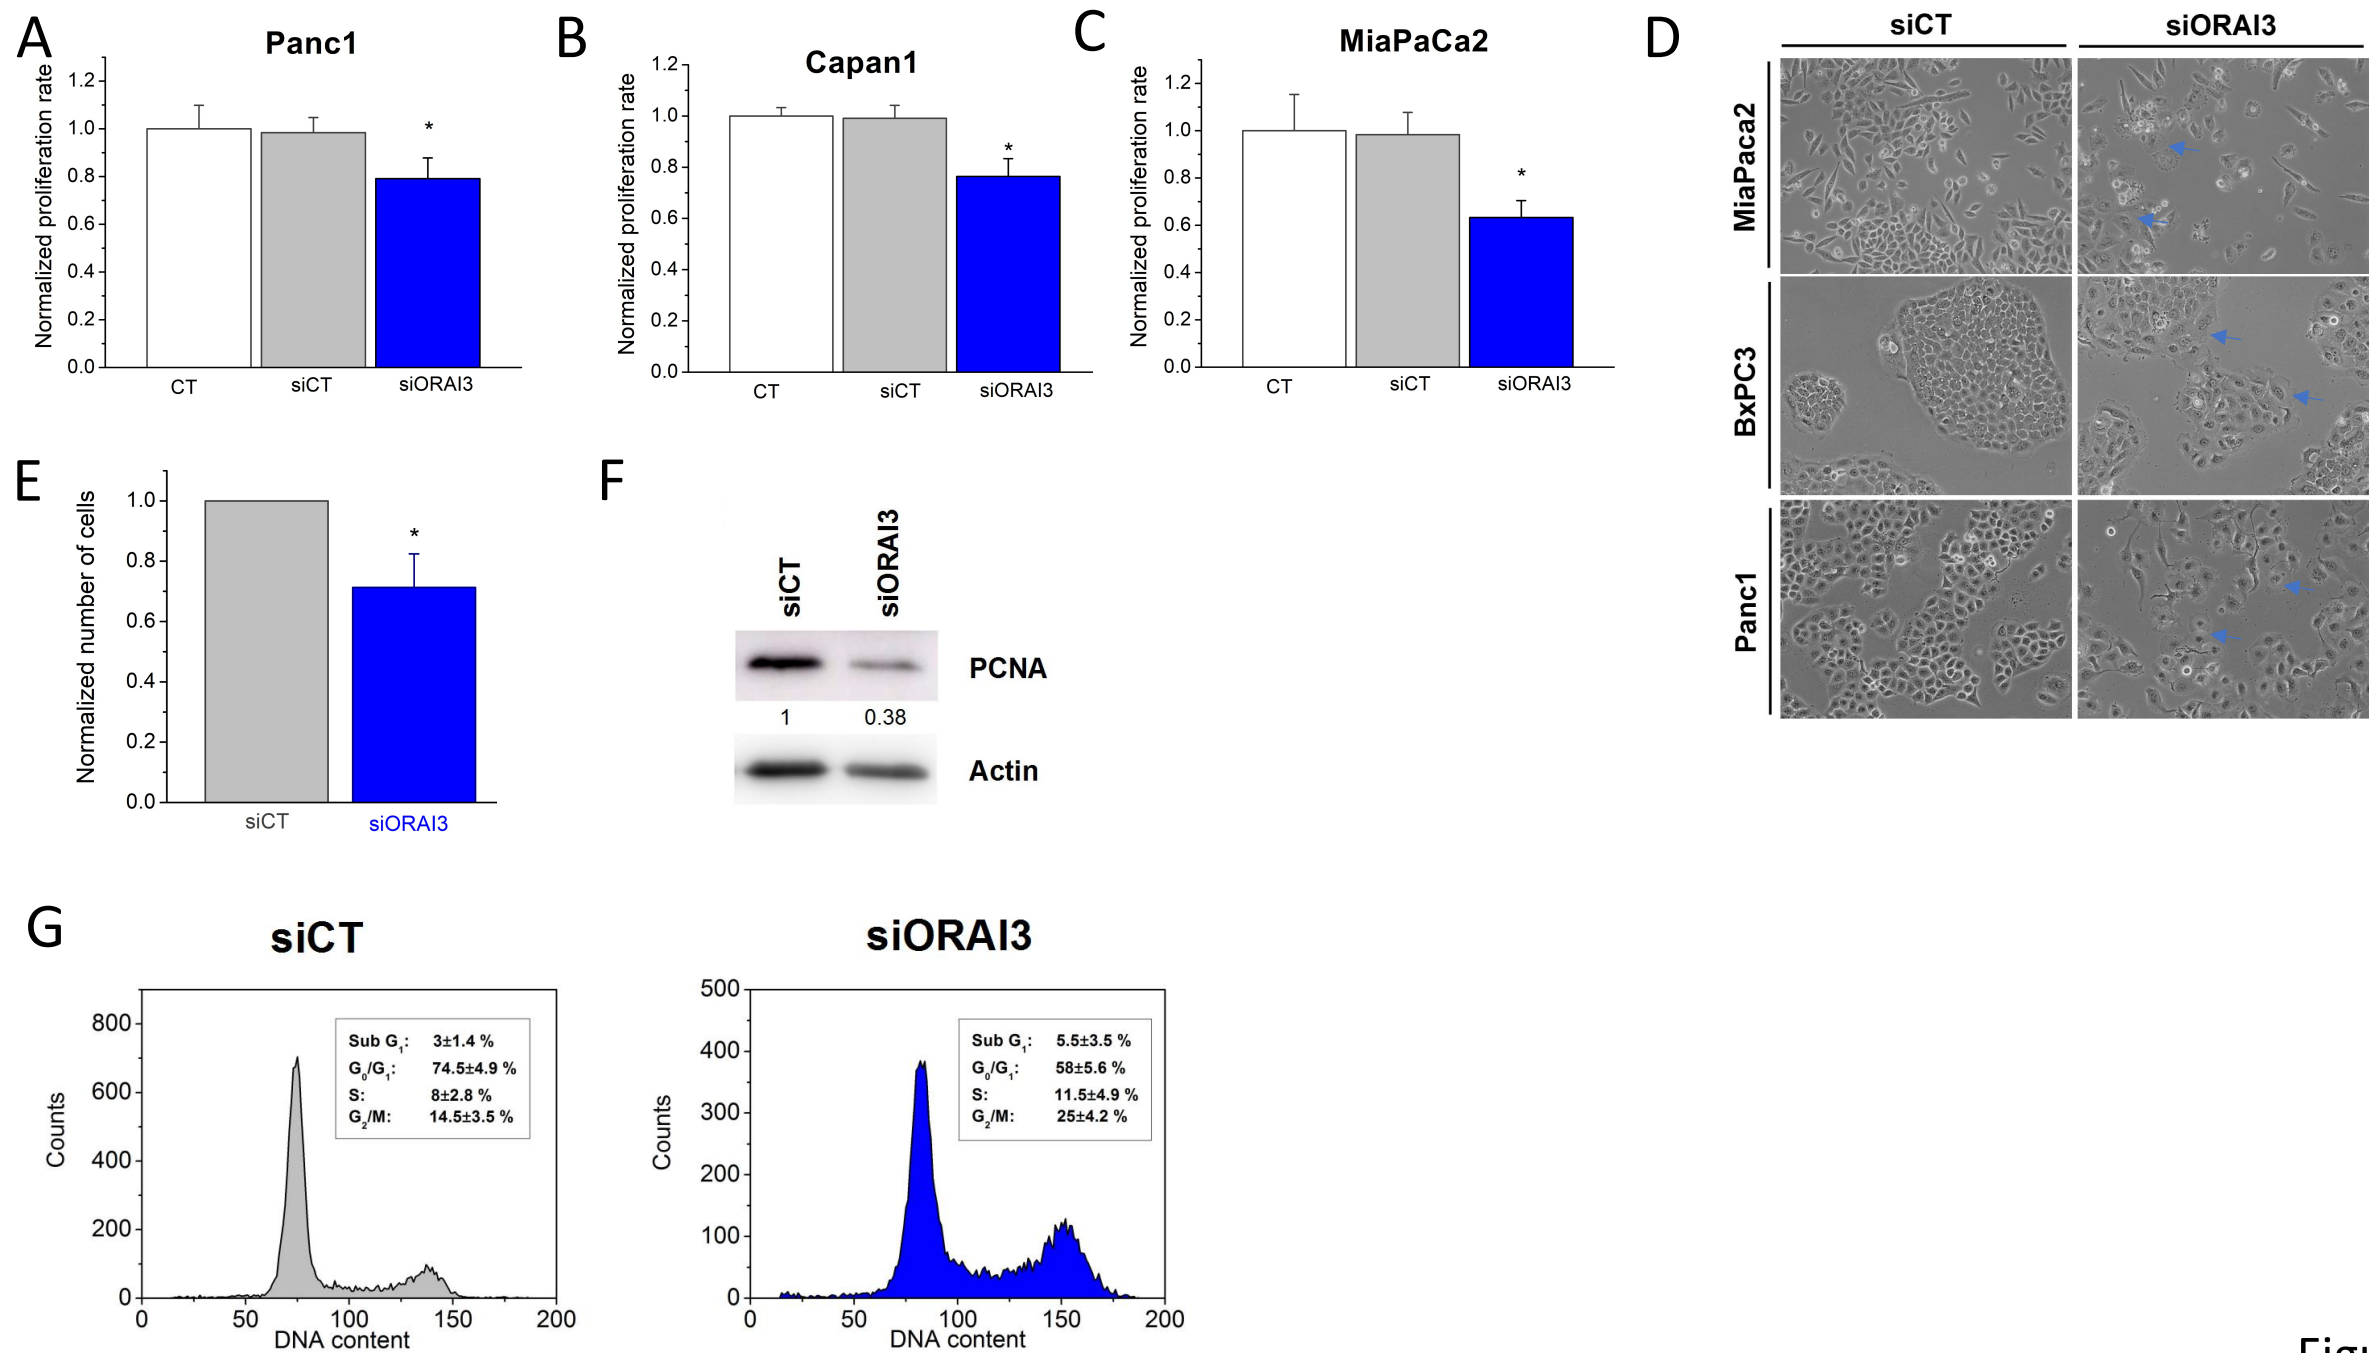 A
Panc1
Normalized proliferation rate
1.2
1.0
0.8
0.6
0.4
0.2
0.0
CT
siCT
siORAI3
*
B
Capan1
Normalized proliferation rate
1.2
1.0
0.8
0.6
0.4
0.2
0.0
CT
siCT
siORAI3
*
C
MiaPaCa2
Normalized proliferation rate
1.2
1.0
0.8
0.6
0.4
0.2
0.0
CT
siCT
siORAI3
*
D
siCT
siORAI3
MiaPaca2
BxPC3
Panc1
E
Normalized number of cells
1.0
0.8
0.6
0.4
0.2
0.0
siCT
siORAI3
*
F
siCT
siORAI3
PCNA
1
0.38
Actin
G
siCT
Counts
800
600
400
200
0
0
50
100
150
200
DNA content
Sub G1: 3±1.4 %
G0/G1: 74.5±4.9 %
S: 8±2.8 %
G2/M: 14.5±3.5 %
siORAI3
Counts
500
400
300
200
100
0
0
50
100
150
200
DNA content
Sub G1: 5.5±3.5 %
G0/G1: 58±5.6 %
S: 11.5±4.9 %
G2/M: 25±4.2 %